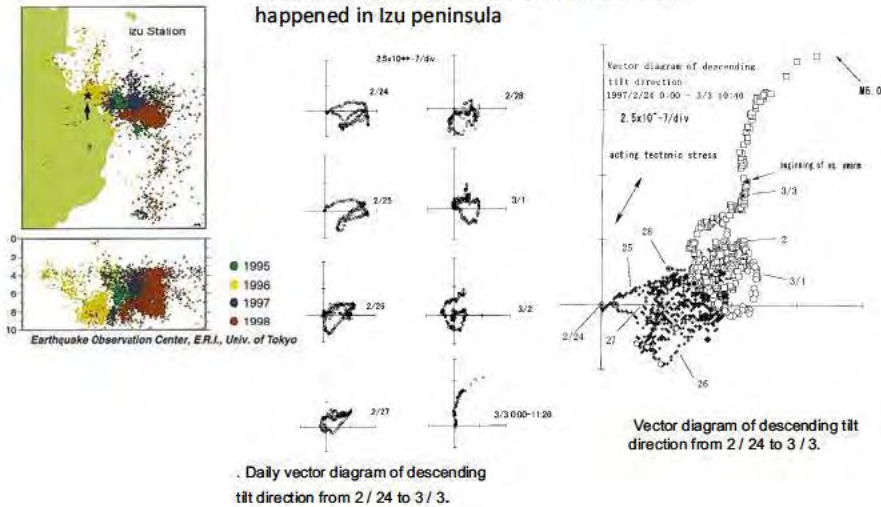 happened in Izu peninsula
Izu Station
0
2
4
6
8
10
1995
1996
1997
1998
Earthquake Observation Center, E.R.I., Univ. of Tokyo
2/24
2/28
2/25
3/1
2/26
3/2
2/27
3/3 0:00-11:20
. Daily vector diagram of descending
tilt direction from 2 / 24 to 3 / 3.
Vector diagram of descending
tilt direction
1997/2/24 0:00 - 3/3 10:40
2.5x10^-7/div
acting tectonic stress
beginning of eq. swarm
3/3
2
3/1
28
25
2/24
27
26
Vector diagram of descending tilt
direction from 2 / 24 to 3 / 3.